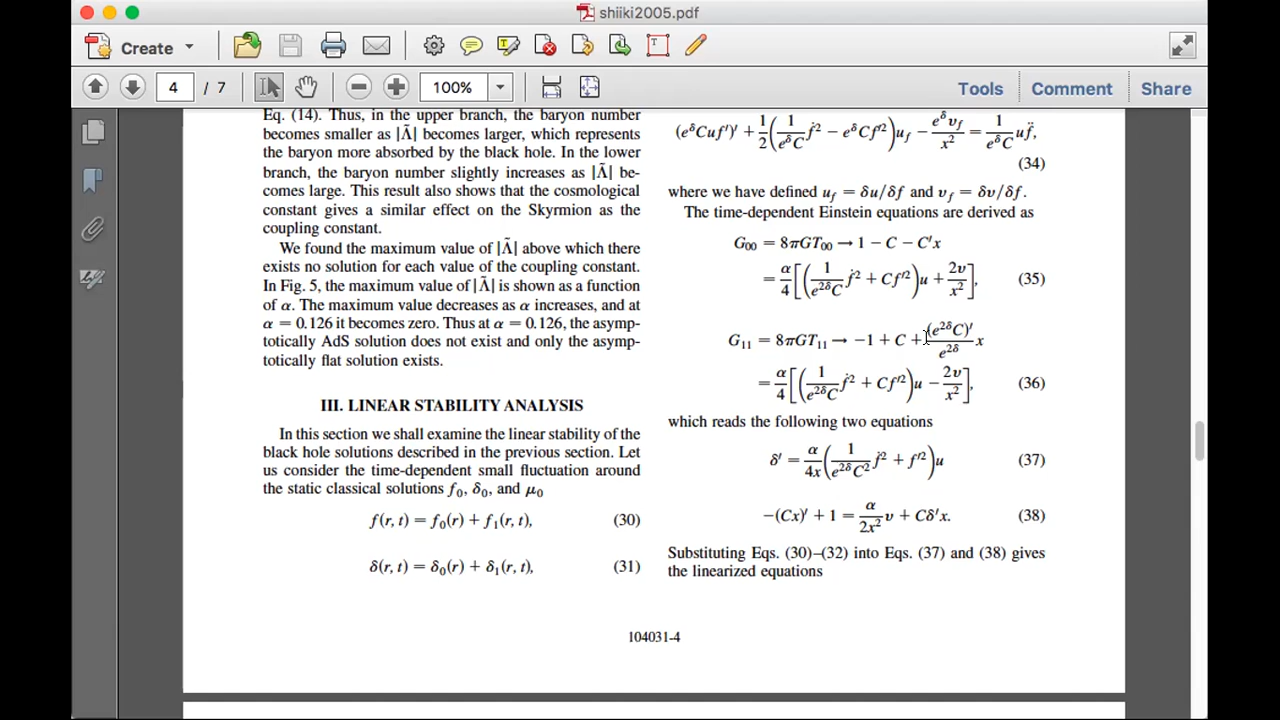 shiiki2005.pdf
Create
4 / 7 100% Tools Comment Share
Eq. (14). Thus, in the upper branch, the baryon number
becomes smaller as |Λ̃| becomes larger, which represents
the baryon more absorbed by the black hole. In the lower
branch, the baryon number slightly increases as |Λ̃| be-
comes large. This result also shows that the cosmological
constant gives a similar effect on the Skyrmion as the
coupling constant.
We found the maximum value of |Λ̃| above which there
exists no solution for each value of the coupling constant.
In Fig. 5, the maximum value of |Λ̃| is shown as a function
of α. The maximum value decreases as α increases, and at
α = 0.126 it becomes zero. Thus at α = 0.126, the asymp-
totically AdS solution does not exist and only the asymp-
totically flat solution exists.
III. LINEAR STABILITY ANALYSIS
In this section we shall examine the linear stability of the
black hole solutions described in the previous section. Let
us consider the time-dependent small fluctuation around
the static classical solutions f₀, δ₀, and μ₀
f(r, t) = f₀(r) + f₁(r, t), (30)
δ(r, t) = δ₀(r) + δ₁(r, t), (31)
(e^δ Cuf′)′ + 1/2 (1/(e^δ C) ḟ² − e^δ Cf′²) u_f − e^δ υ_f/x² = 1/(e^δ C) uf̈,
(34)
where we have defined u_f = δu/δf and υ_f = δυ/δf.
The time-dependent Einstein equations are derived as
G₀₀ = 8πGT₀₀ → 1 − C − C′x
= α/4 [(1/(e^{2δ}C) ḟ² + Cf′²) u + 2υ/x²], (35)
G₁₁ = 8πGT₁₁ → −1 + C + (e^{2δ}C)′/e^{2δ} x
= α/4 [(1/(e^{2δ}C) ḟ² + Cf′²) u − 2υ/x²], (36)
which reads the following two equations
δ′ = α/4x (1/(e^{2δ}C²) ḟ² + f′²) u (37)
−(Cx)′ + 1 = α/2x² υ + Cδ′x. (38)
Substituting Eqs. (30)–(32) into Eqs. (37) and (38) gives
the linearized equations
104031-4